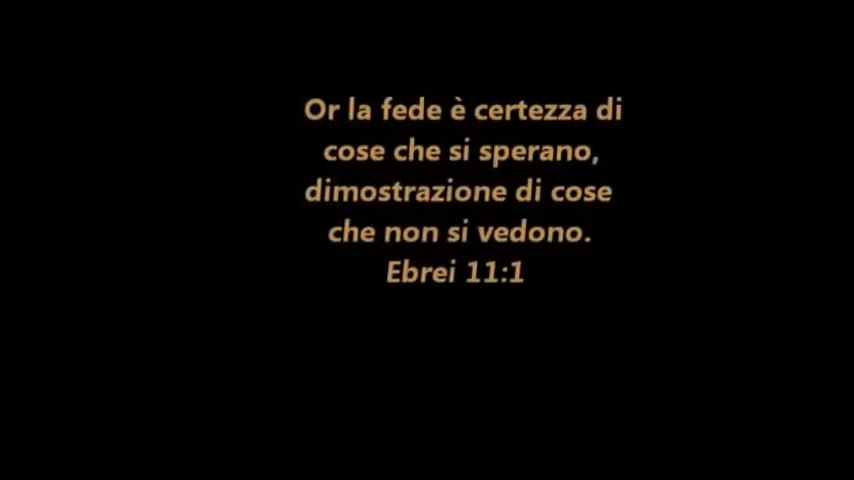 Or la fede è certezza di
cose che si sperano,
dimostrazione di cose
che non si vedono.
Ebrei 11:1